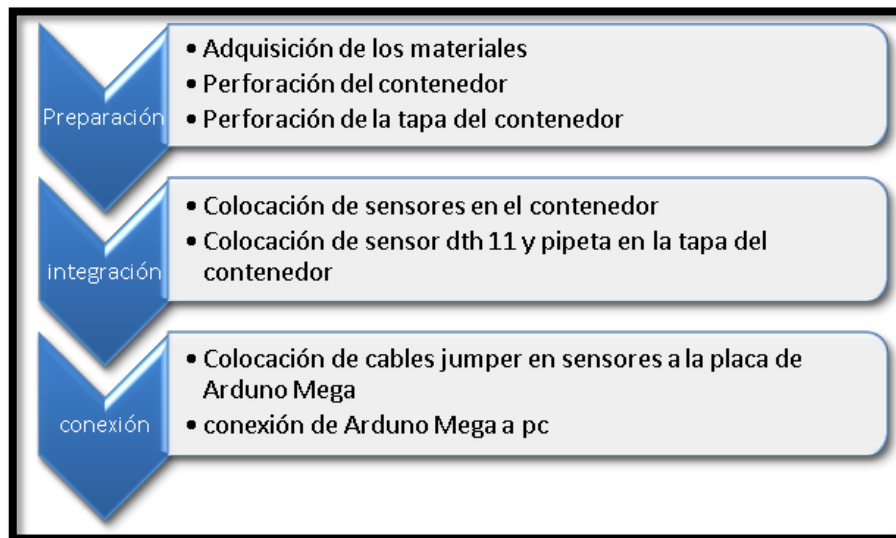 Preparación
• Adquisición de los materiales
• Perforación del contenedor
• Perforación de la tapa del contenedor
integración
• Colocación de sensores en el contenedor
• Colocación de sensor dth 11 y pipeta en la tapa del
contenedor
conexión
• Colocación de cables jumper en sensores a la placa de
Arduno Mega
• conexión de Arduno Mega a pc